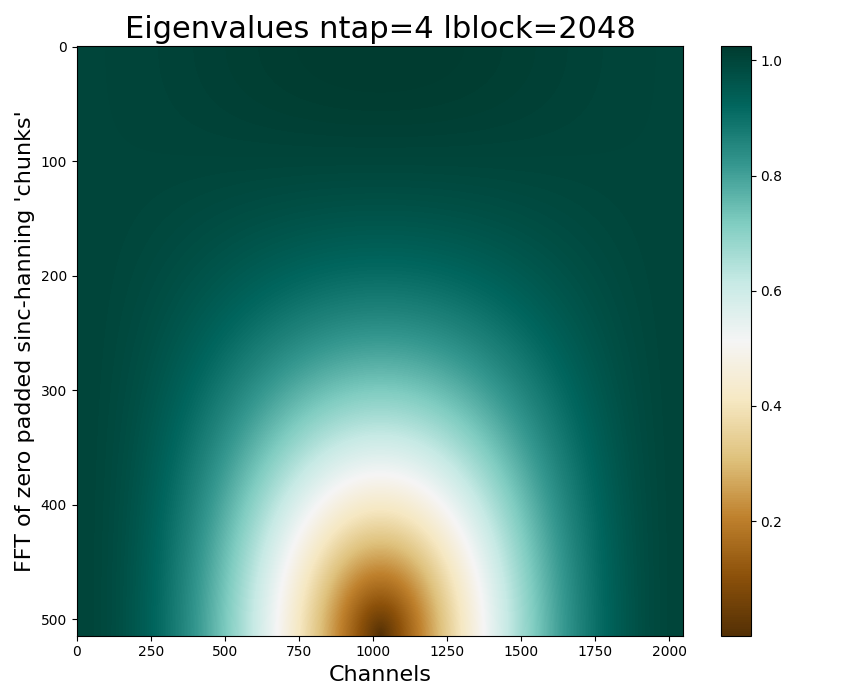 Eigenvalues ntap=4 lblock=2048
FFT of zero padded sinc-hanning 'chunks'
0
100
200
300
400
500
0 250 500 750 1000 1250 1500 1750 2000
Channels
1.0
0.8
0.6
0.4
0.2